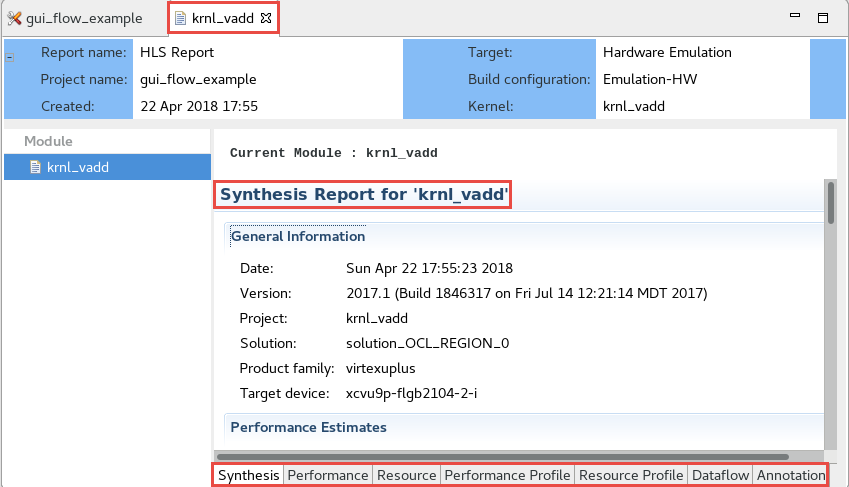 gui_flow_example krnl_vadd
Report name: HLS Report Target: Hardware Emulation
Project name: gui_flow_example Build configuration: Emulation-HW
Created: 22 Apr 2018 17:55 Kernel: krnl_vadd
Module
krnl_vadd
Current Module : krnl_vadd
Synthesis Report for 'krnl_vadd'
General Information
Date: Sun Apr 22 17:55:23 2018
Version: 2017.1 (Build 1846317 on Fri Jul 14 12:21:14 MDT 2017)
Project: krnl_vadd
Solution: solution_OCL_REGION_0
Product family: virtexuplus
Target device: xcvu9p-flgb2104-2-i
Performance Estimates
Synthesis Performance Resource Performance Profile Resource Profile Dataflow Annotation